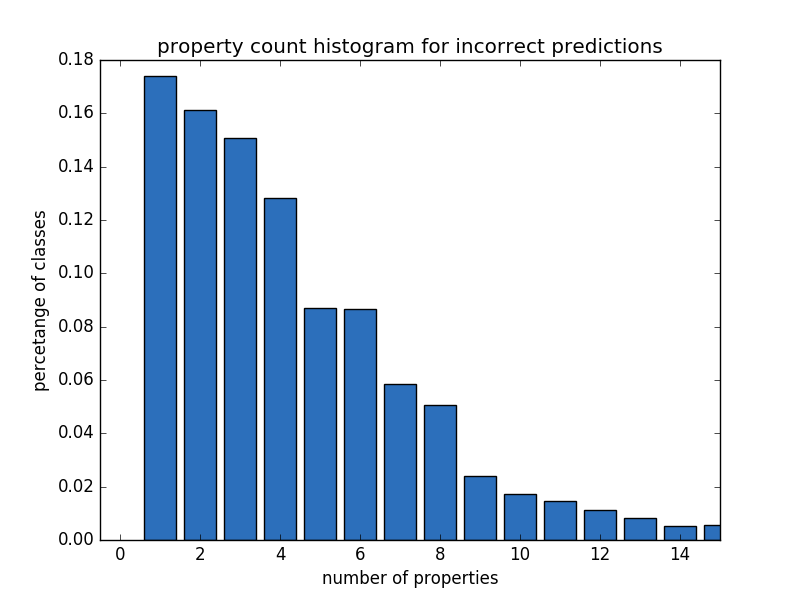 property count histogram for incorrect predictions
0.18
0.16
0.14
0.12
0.10
0.08
0.06
0.04
0.02
0.00
percetange of classes
0 2 4 6 8 10 12 14
number of properties